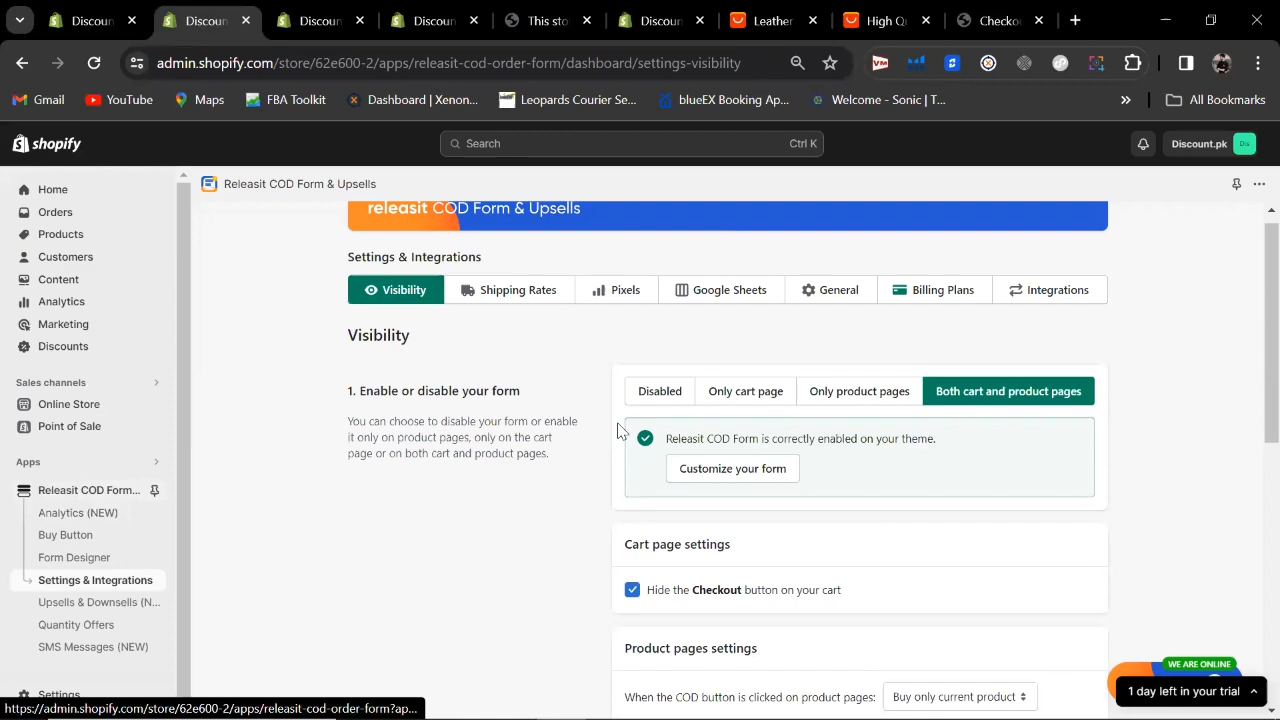 Discoun
Discoun
Discoun
Discoun
This sto
Discoun
Leather
High Qu
Checkou
admin.shopify.com/store/62e600-2/apps/releasit-cod-order-form/dashboard/settings-visibility
Gmail
YouTube
Maps
FBA Toolkit
Dashboard | Xenon...
Leopards Courier Se...
blueEX Booking Ap...
Welcome - Sonic | T...
All Bookmarks
shopify
Search
Ctrl K
Discount.pk
Dis
Releasit COD Form & Upsells
Home
Orders
Products
Customers
Content
Analytics
Marketing
Discounts
Sales channels
Online Store
Point of Sale
Apps
Releasit COD Form...
Analytics (NEW)
Buy Button
Form Designer
Settings & Integrations
Upsells & Downsells (N...
Quantity Offers
SMS Messages (NEW)
Settings
releasit COD Form & Upsells
Settings & Integrations
Visibility
Shipping Rates
Pixels
Google Sheets
General
Billing Plans
Integrations
Visibility
1. Enable or disable your form
You can choose to disable your form or enable
it only on product pages, only on the cart
page or on both cart and product pages.
Disabled
Only cart page
Only product pages
Both cart and product pages
Releasit COD Form is correctly enabled on your theme.
Customize your form
Cart page settings
Hide the Checkout button on your cart
Product pages settings
When the COD button is clicked on product pages:
Buy only current product
WE ARE ONLINE
1 day left in your trial
https://admin.shopify.com/store/62e600-2/apps/releasit-cod-order-form?ap...